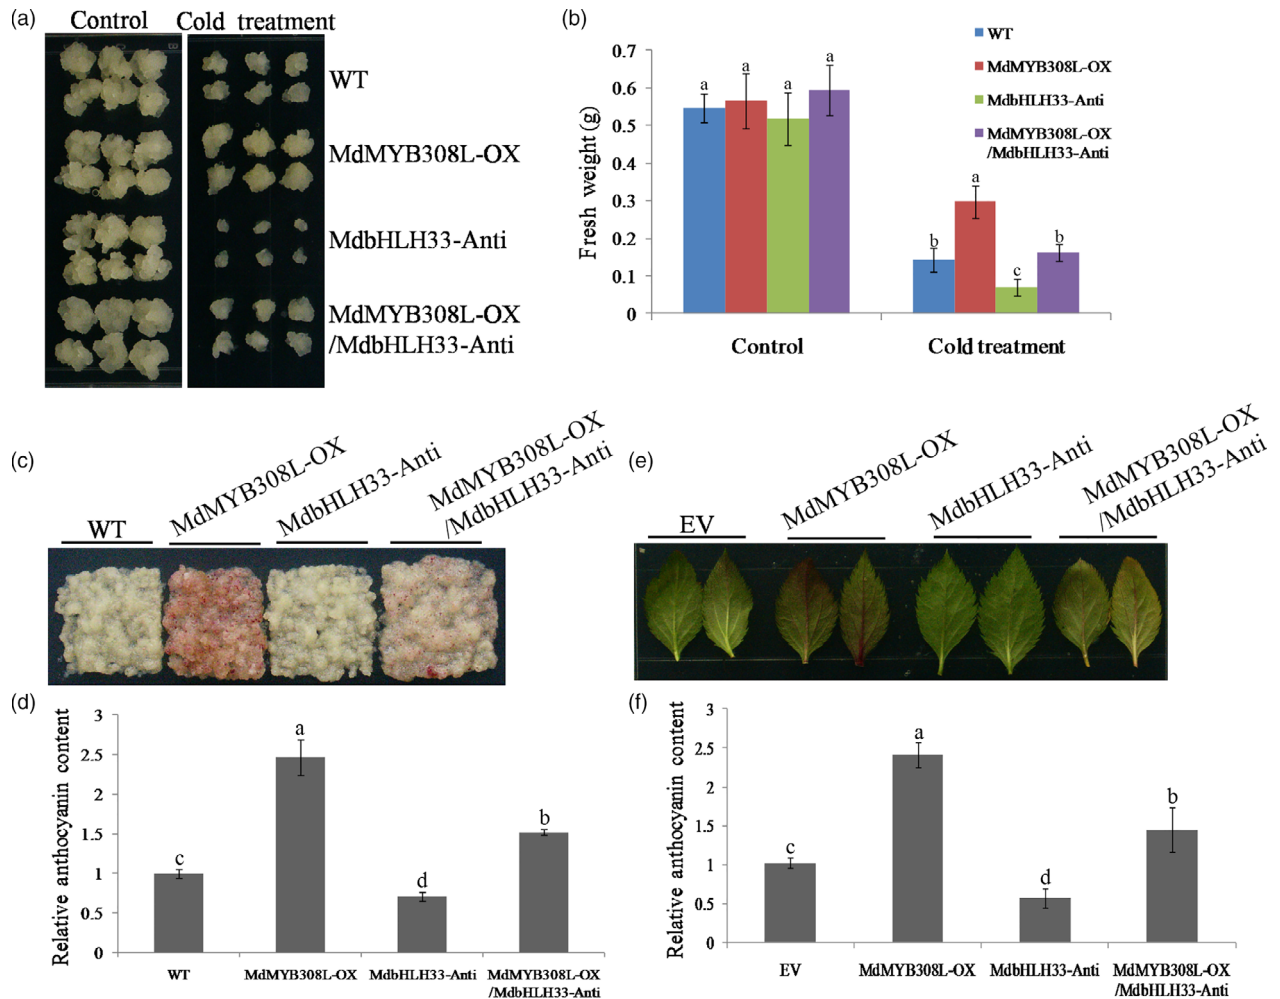 (a)
Control
Cold treatment
WT
MdMYB308L-OX
MdbHLH33-Anti
MdMYB308L-OX
/MdbHLH33-Anti
(b)
WT
MdMYB308L-OX
MdbHLH33-Anti
MdMYB308L-OX
/MdbHLH33-Anti
Fresh weight (g)
0.7
0.6
0.5
0.4
0.3
0.2
0.1
0
a
a
a
a
b
a
c
b
Control
Cold treatment
(c)
WT
MdMYB308L-OX
MdbHLH33-Anti
MdMYB308L-OX
/MdbHLH33-Anti
(e)
EV
MdMYB308L-OX
MdbHLH33-Anti
MdMYB308L-OX
/MdbHLH33-Anti
(d)
Relative anthocyanin content
3
2.5
2
1.5
1
0.5
0
c
a
d
b
WT
MdMYB308L-OX
MdbHLH33-Anti
MdMYB308L-OX
/MdbHLH33-Anti
(f)
Relative anthocyanin content
3
2.5
2
1.5
1
0.5
0
c
a
d
b
EV
MdMYB308L-OX
MdbHLH33-Anti
MdMYB308L-OX
/MdbHLH33-Anti